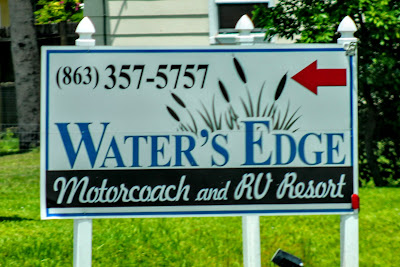 (863) 357-5757
WATER'S EDGE
Motorcoach and RV Resort